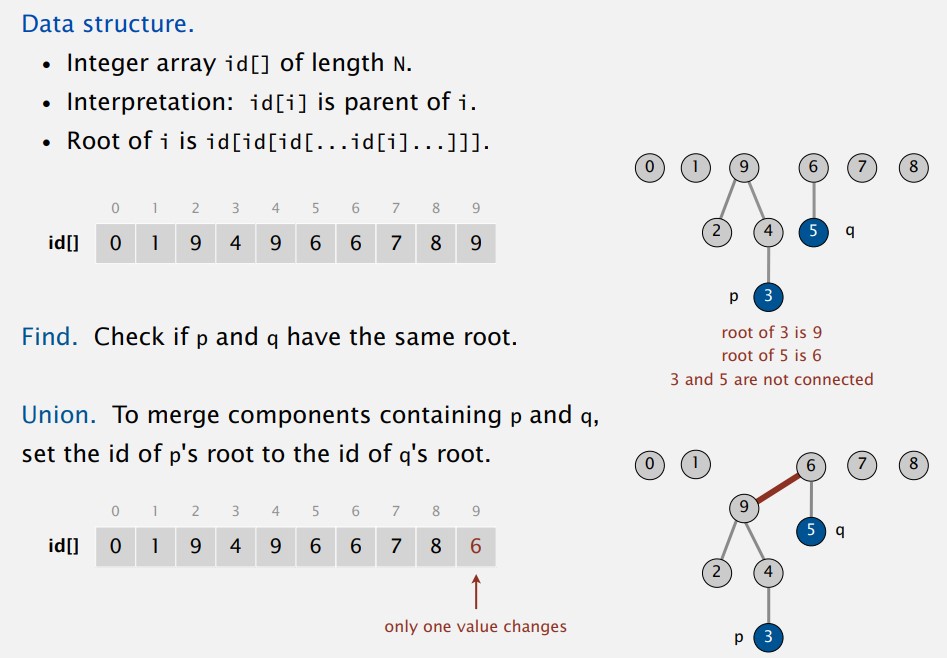 Data structure.
• Integer array id[] of length N.
• Interpretation: id[i] is parent of i.
• Root of i is id[id[id[...id[i]...]]].
0 1 2 3 4 5 6 7 8 9
id[] 0 1 9 4 9 6 6 7 8 9
0 1 9 6 7 8
2 4 5 q
p 3
root of 3 is 9
root of 5 is 6
3 and 5 are not connected
Find. Check if p and q have the same root.
Union. To merge components containing p and q,
set the id of p's root to the id of q's root.
0 1 2 3 4 5 6 7 8 9
id[] 0 1 9 4 9 6 6 7 8 6
only one value changes
0 1 6 7 8
9 5 q
2 4
p 3